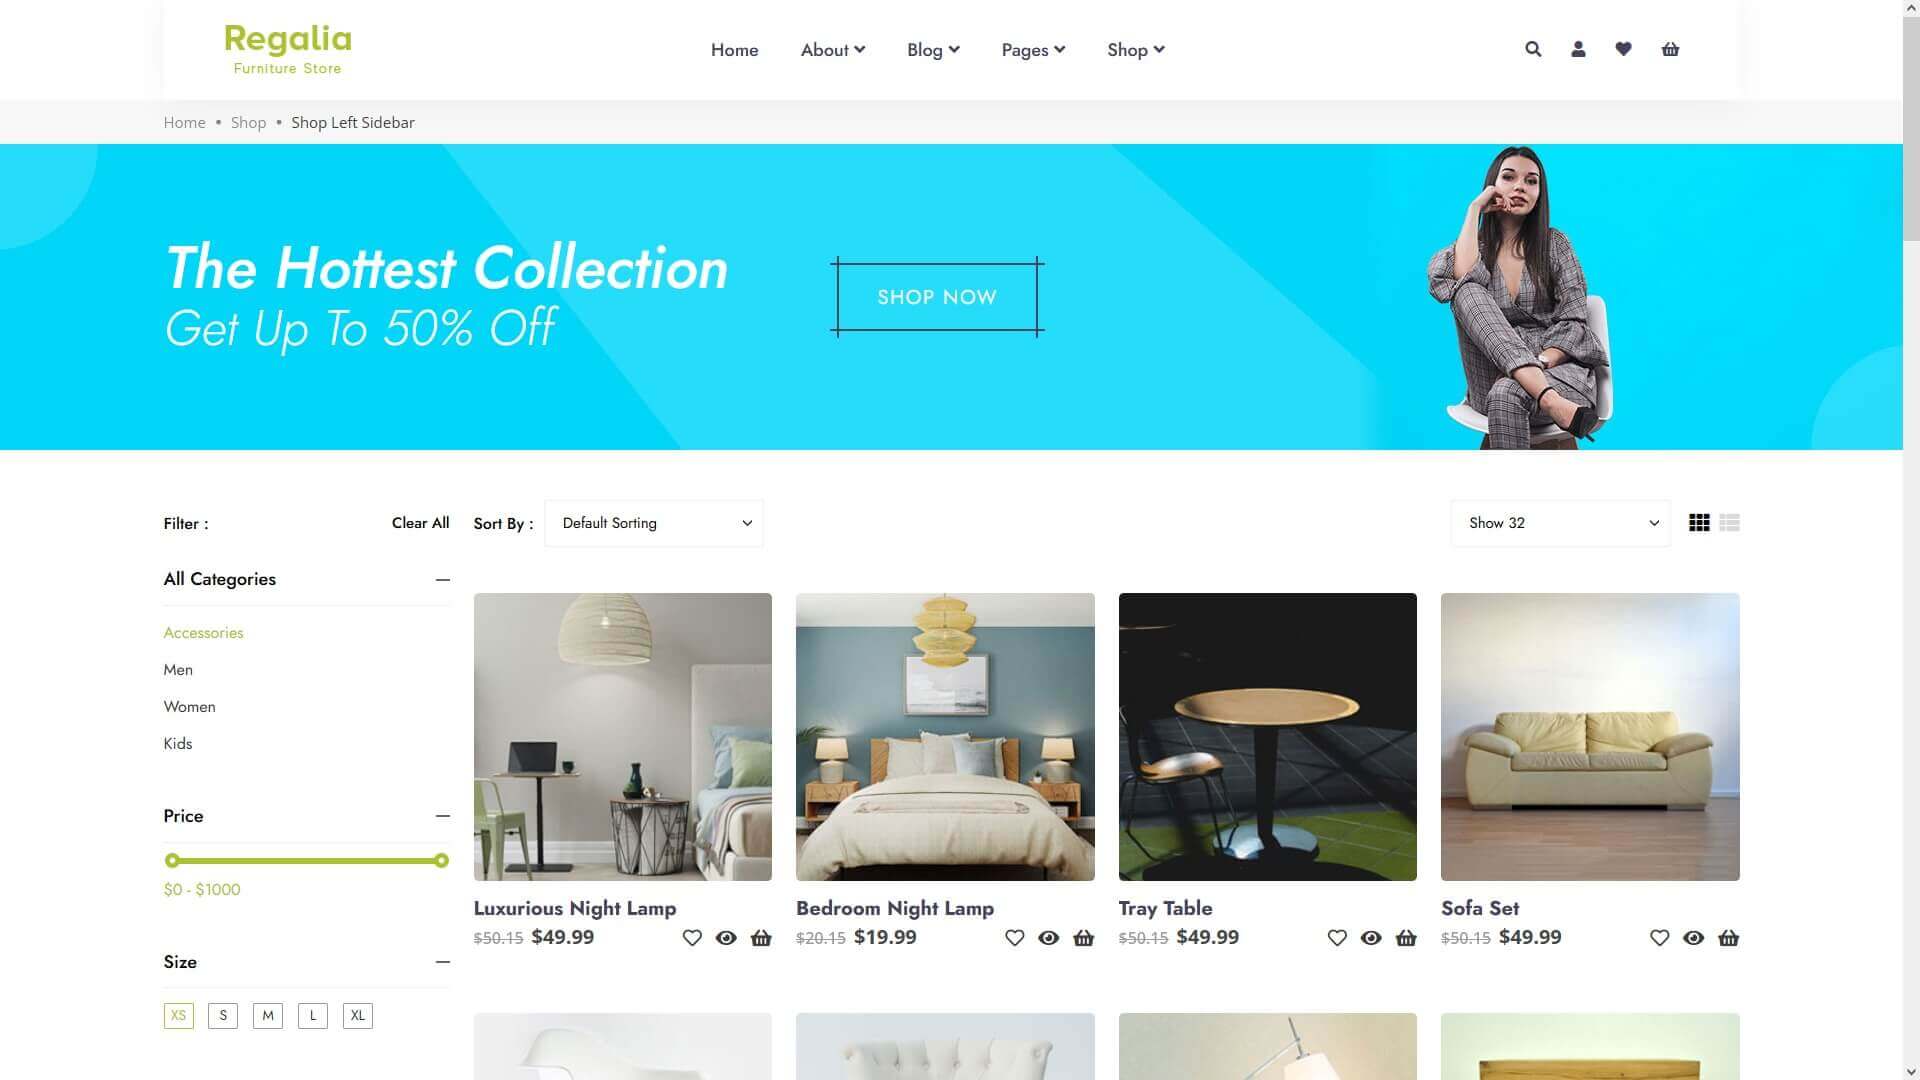 Regalia
Furniture Store
Home About Blog Pages Shop
Home • Shop • Shop Left Sidebar
The Hottest Collection
Get Up To 50% Off
SHOP NOW
Filter : Clear All
Sort By : Default Sorting
Show 32
All Categories
Accessories
Men
Women
Kids
Price
$0 - $1000
Size
XS S M L XL
Luxurious Night Lamp
$50.15 $49.99
Bedroom Night Lamp
$20.15 $19.99
Tray Table
$50.15 $49.99
Sofa Set
$50.15 $49.99